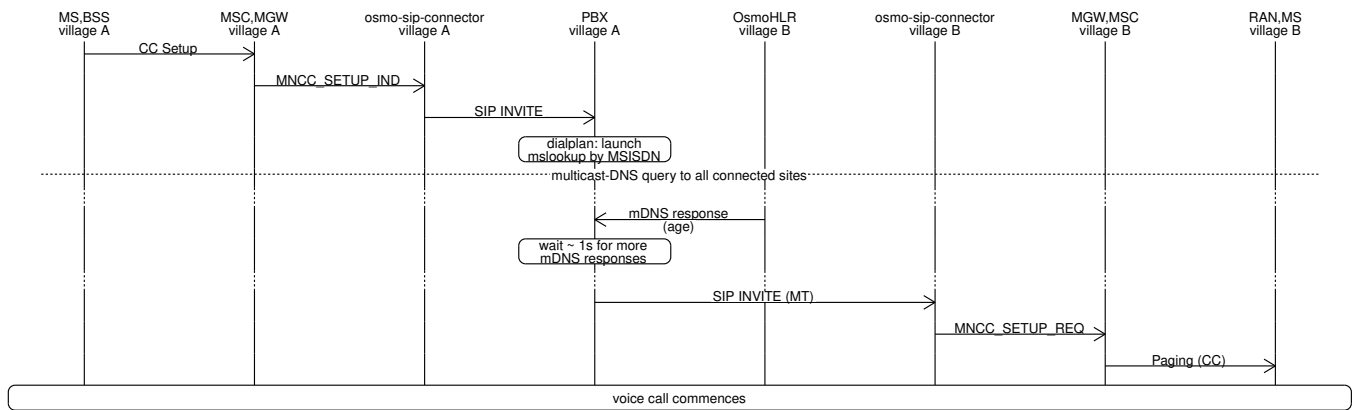 MS,BSS
village A
MSC,MGW
village A
osmo-sip-connector
village A
PBX
village A
OsmoHLR
village B
osmo-sip-connector
village B
MGW,MSC
village B
RAN,MS
village B
CC Setup
MNCC_SETUP_IND
SIP INVITE
dialplan: launch
mslookup by MSISDN
multicast-DNS query to all connected sites
mDNS response
(age)
wait ~ 1s for more
mDNS responses
SIP INVITE (MT)
MNCC_SETUP_REQ
Paging (CC)
voice call commences